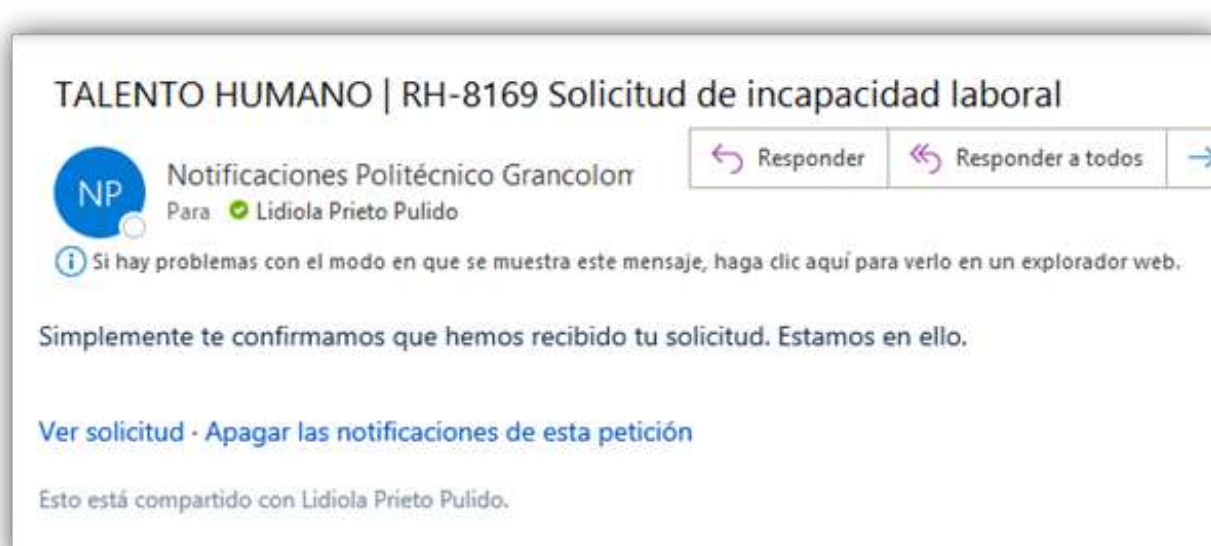 TALENTO HUMANO | RH-8169 Solicitud de incapacidad laboral
Responder
Responder a todos
NP
Notificaciones Politécnico
Para Lidiola Prieto Pulido
Si hay problemas con el modo en que se muestra este mensaje, haga clic aquí para verlo en un explorador web.
Simplemente te confirmamos que hemos recibido tu solicitud. Estamos en ello.
Ver solicitud · Apagar las notificaciones de esta petición
Esto está compartido con Lidiola Prieto Pulido.